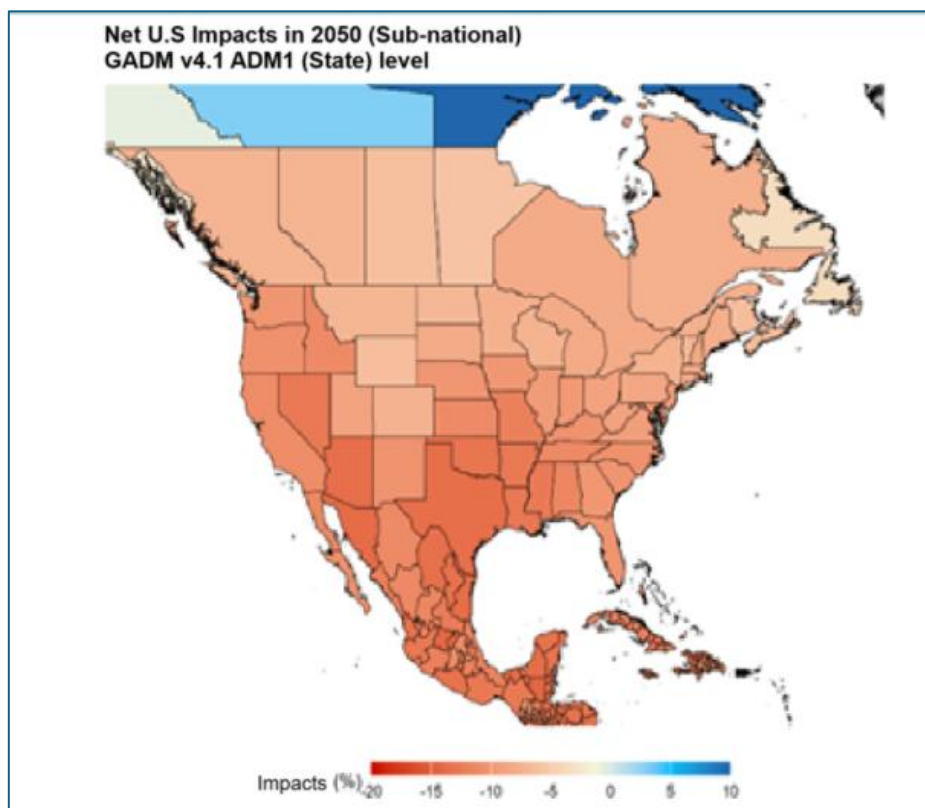 Net U.S Impacts in 2050 (Sub-national)
GADM v4.1 ADM1 (State) level
Impacts (%)
-20 -15 -10 -5 0 5 10